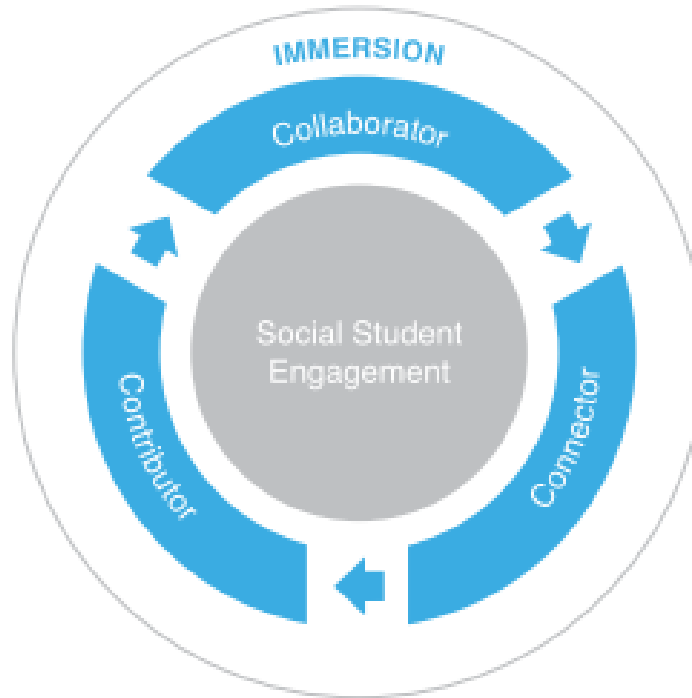 IMMERSION
Collaborator
Social Student
Engagement
Contributor
Connector